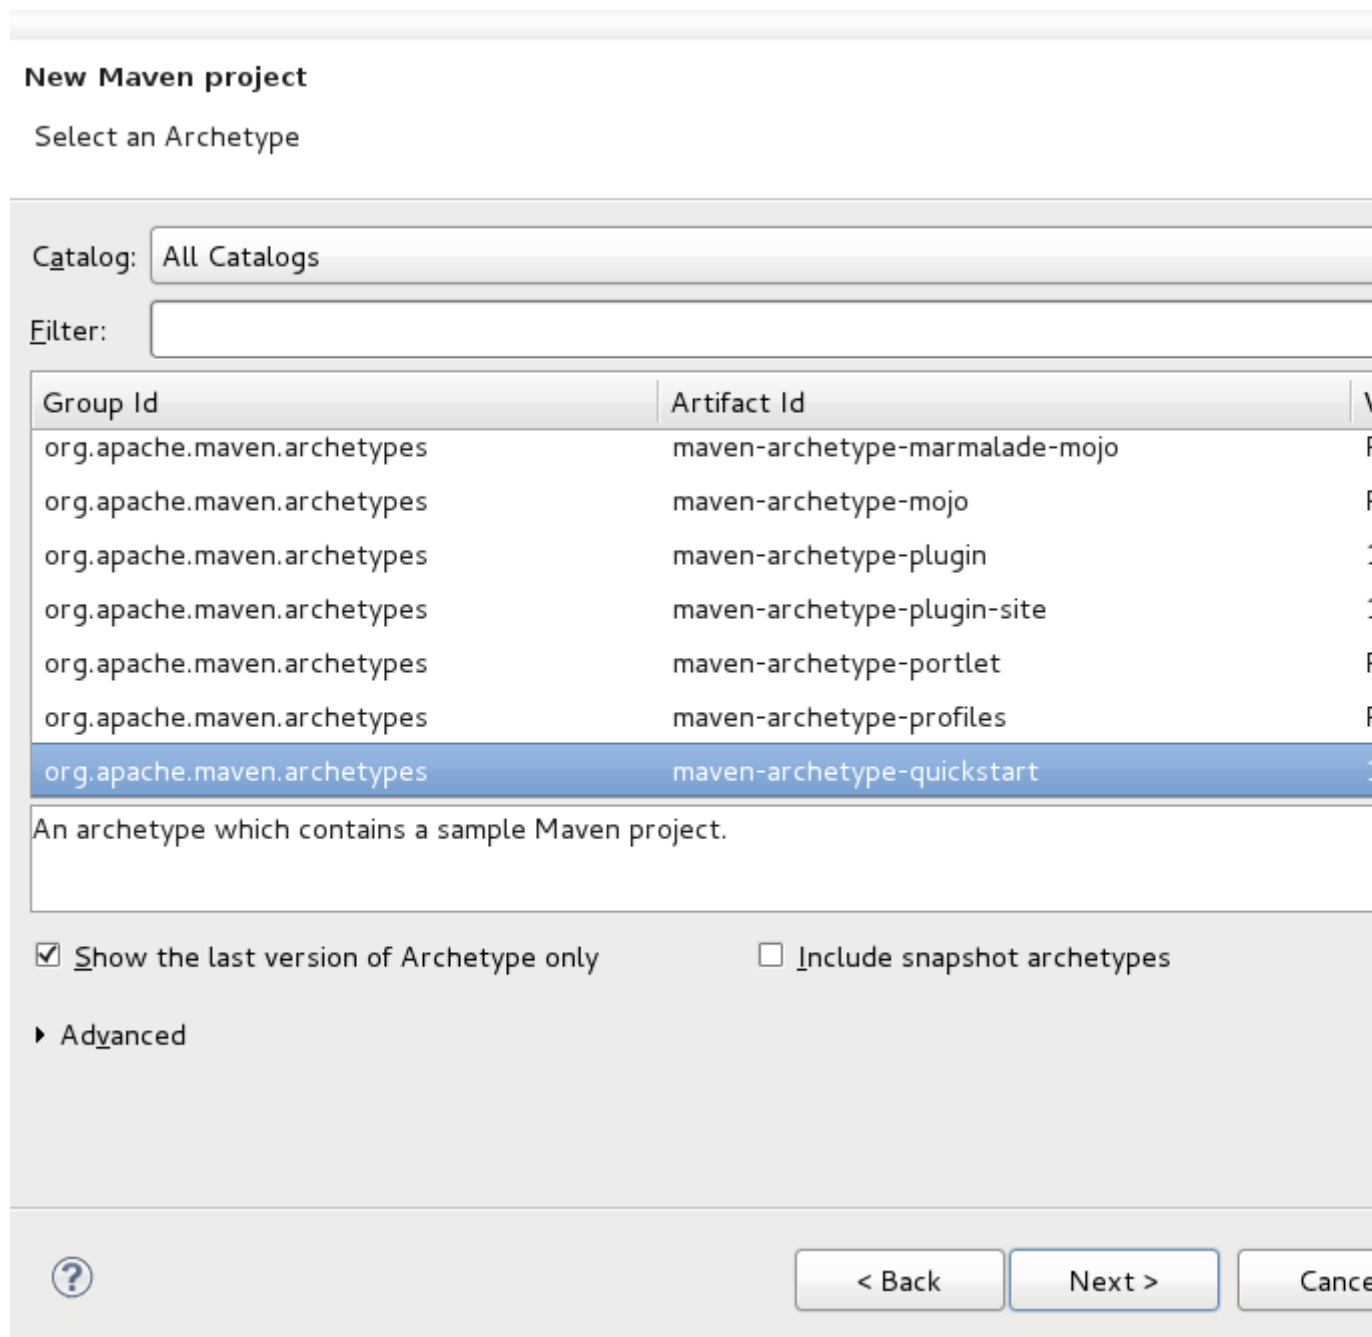 New Maven project
Select an Archetype
Catalog: All Catalogs
Filter:
Group Id Artifact Id
org.apache.maven.archetypes maven-archetype-marmalade-mojo
org.apache.maven.archetypes maven-archetype-mojo
org.apache.maven.archetypes maven-archetype-plugin
org.apache.maven.archetypes maven-archetype-plugin-site
org.apache.maven.archetypes maven-archetype-portlet
org.apache.maven.archetypes maven-archetype-profiles
org.apache.maven.archetypes maven-archetype-quickstart
An archetype which contains a sample Maven project.
Show the last version of Archetype only Include snapshot archetypes
Advanced
? < Back Next > Cance